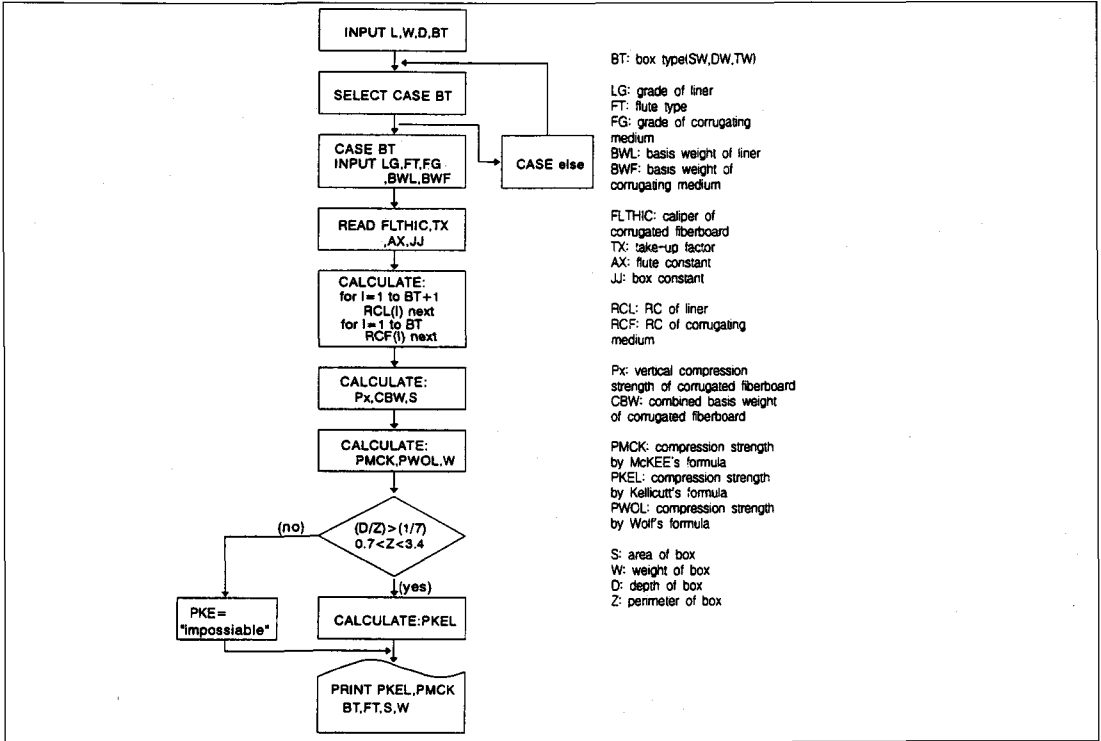 INPUT L,W,D,BT
SELECT CASE BT
CASE BT
INPUT LG,FT,FG
,BWL,BWF
CASE else
READ FLTHIC,TX
,AX,JJ
CALCULATE:
for I=1 to BT+1
RCL(I) next
for I=1 to BT
RCF(I) next
CALCULATE:
Px,CBW,S
CALCULATE:
PMCK,PWOL,W
(no)
(D/Z)>(1/7)
0.7<Z<3.4
(yes)
PKE=
"impossiable"
CALCULATE:PKEL
PRINT PKEL,PMCK
BT,FT,S,W
BT: box type(SW,DW,TW)
LG: grade of liner
FT: flute type
FG: grade of corrugating
medium
BWL: basis weight of liner
BWF: basis weight of
corrugating medium
FLTHIC: caliper of
corrugated fiberboard
TX: take-up factor
AX: flute constant
JJ: box constant
RCL: RC of liner
RCF: RC of corrugating
medium
Px: vertical compression
strength of corrugated fiberboard
CBW: combined basis weight
of corrugated fiberboard
PMCK: compression strength
by McKEE's formula
PKEL: compression strength
by Kellicutt's formula
PWOL: compression strength
by Wolf's formula
S: area of box
W: weight of box
D: depth of box
Z: perimeter of box